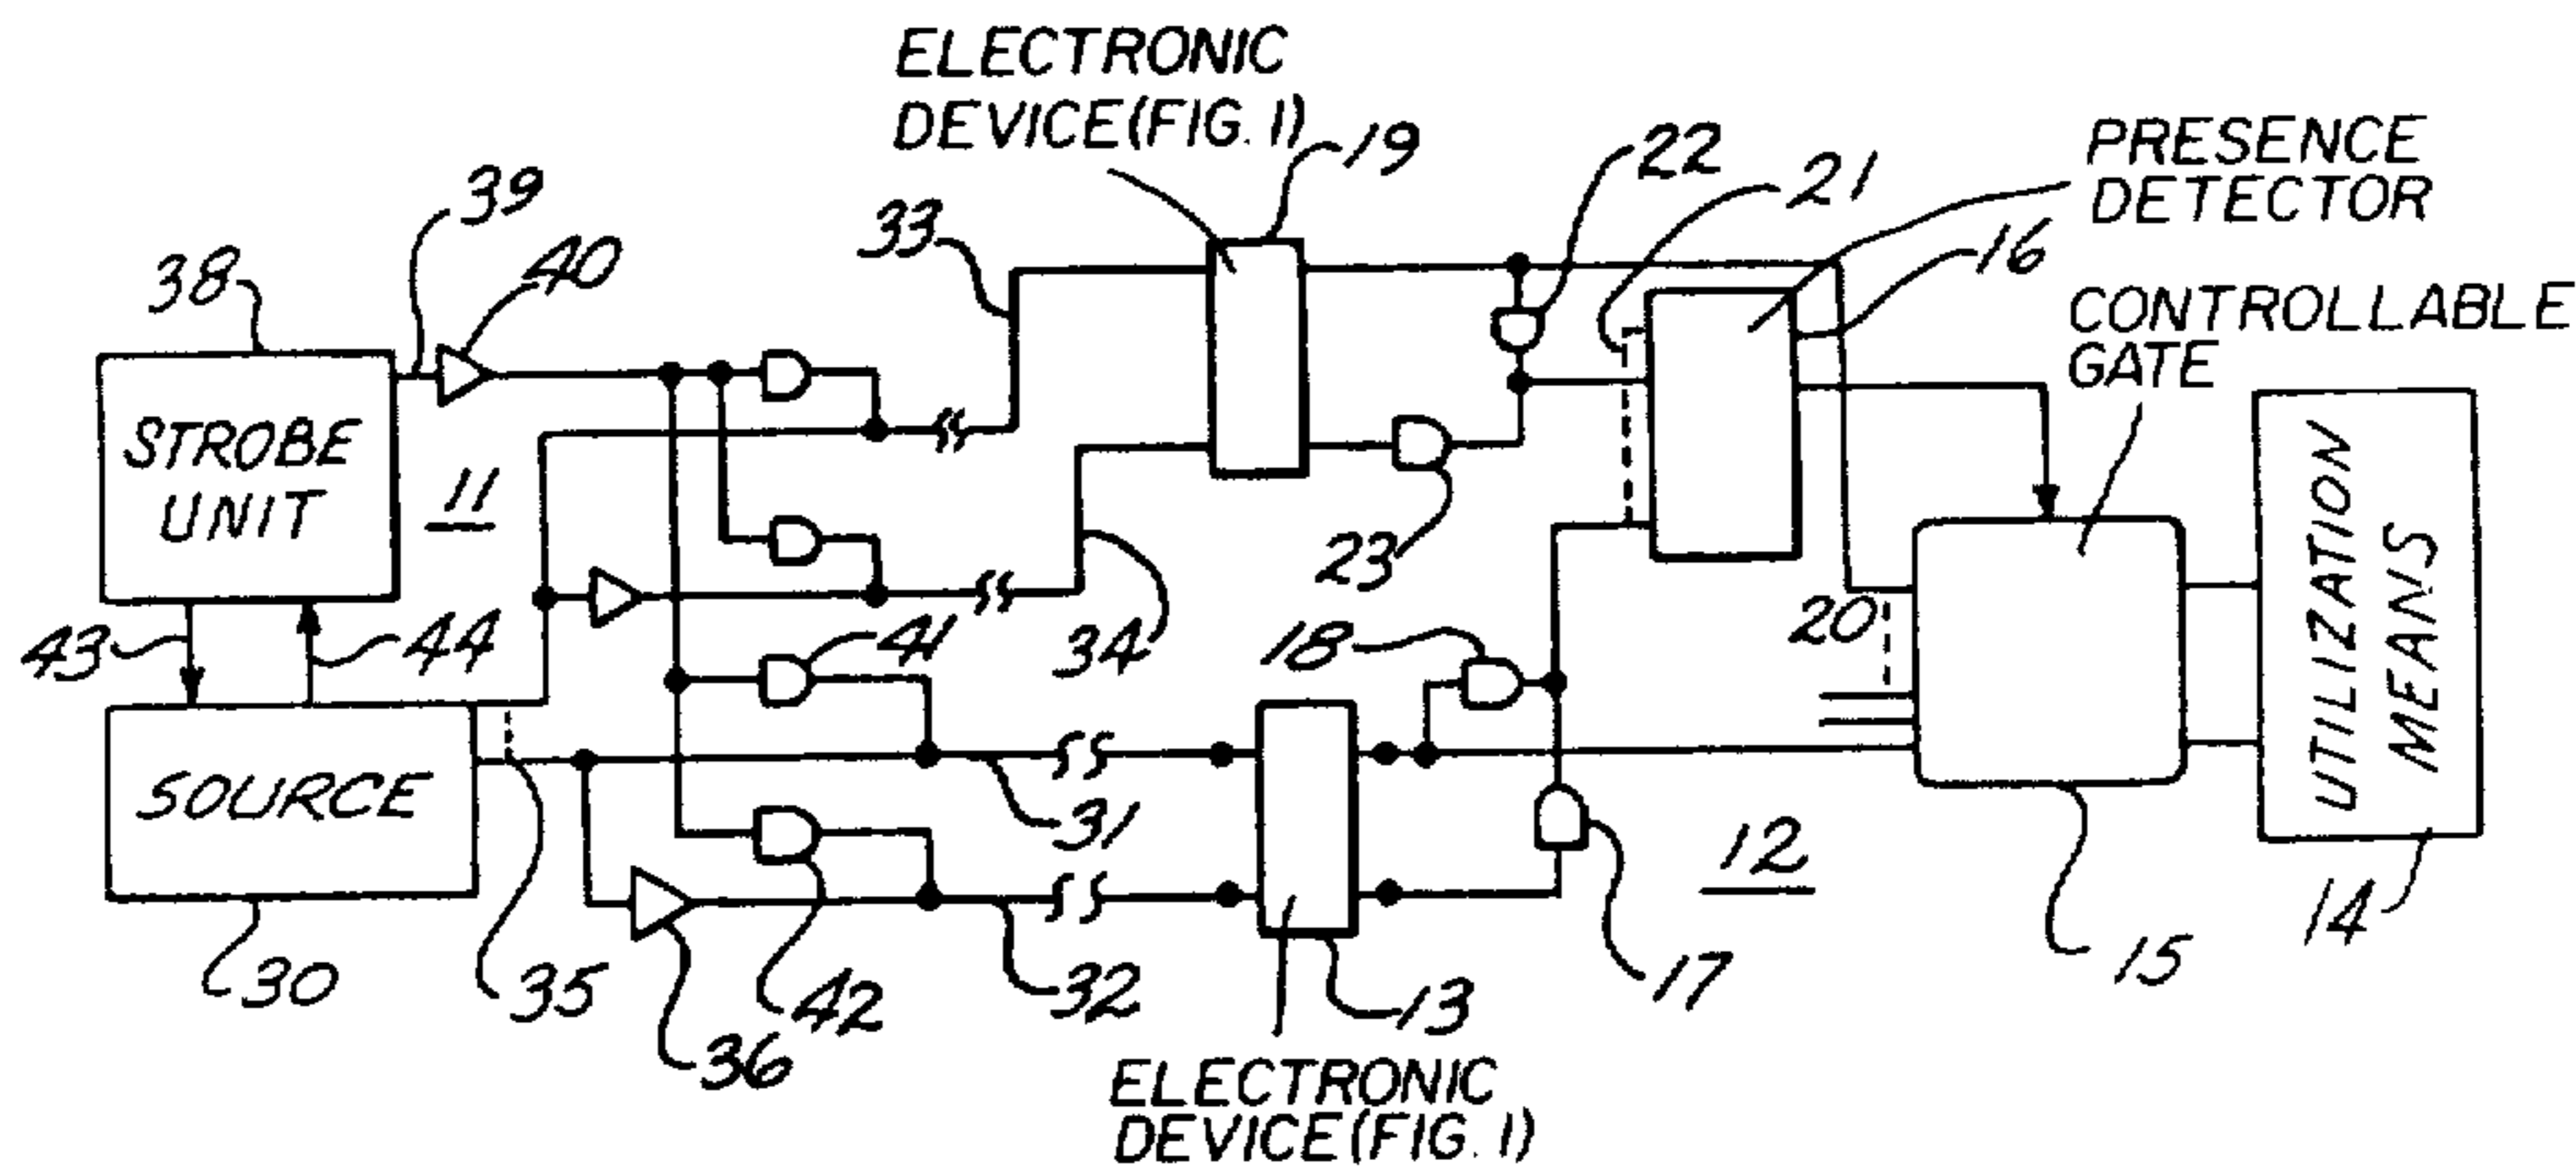 ELECTRONIC
DEVICE (FIG. 1)
19
22
21
PRESENCE
DETECTOR
16
CONTROLLABLE
GATE
39
40
33
38
STROBE
UNIT
11
23
20
UTILIZATION
MEANS
43
44
41
34
18
SOURCE
31
12
30
35
36
42
32
13
17
15
14
ELECTRONIC
DEVICE (FIG. 1)